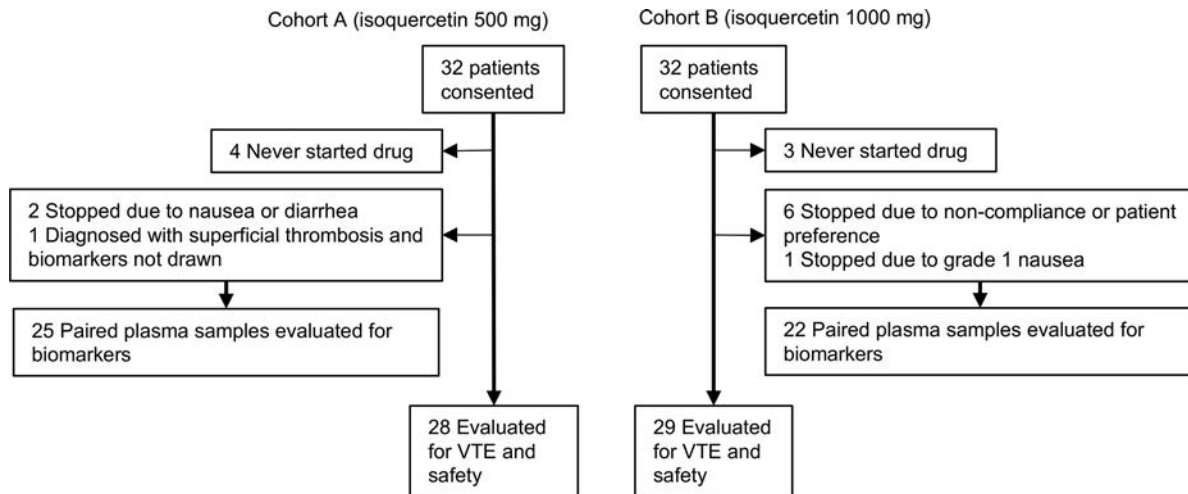 Cohort A (isoquercetin 500 mg)
32 patients
consented
4 Never started drug
2 Stopped due to nausea or diarrhea
1 Diagnosed with superficial thrombosis and
biomarkers not drawn
25 Paired plasma samples evaluated for
biomarkers
28 Evaluated
for VTE and
safety
Cohort B (isoquercetin 1000 mg)
32 patients
consented
3 Never started drug
6 Stopped due to non-compliance or patient
preference
1 Stopped due to grade 1 nausea
22 Paired plasma samples evaluated for
biomarkers
29 Evaluated
for VTE and
safety